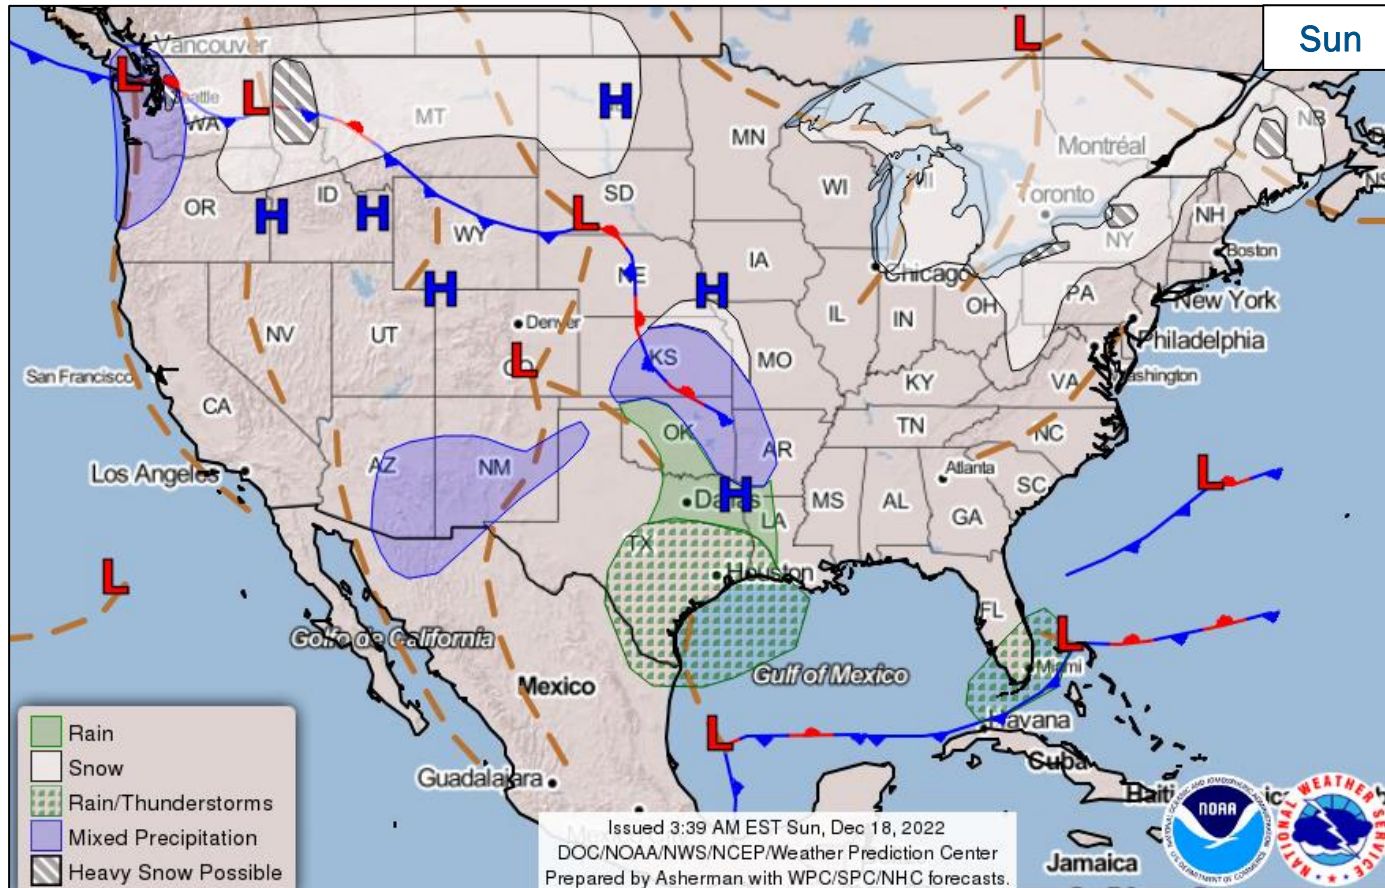 Sun
Vancouver
Seattle
WA
MT
MN
Montréal
NB
NS
OR
ID
SD
WI
MI
Toronto
NY
NH
Boston
WY
NE
IA
Chicago
PA
New York
NV
UT
Denver
IL
IN
OH
Philadelphia
San Francisco
CO
KS
MO
KY
VA
Washington
CA
OK
TN
NC
Los Angeles
AZ
NM
AR
Atlanta
SC
Dallas
MS
AL
GA
LA
TX
Houston
FL
Golfo de California
Miami
Mexico
Gulf of Mexico
Havana
Cuba
Guadalajara
Haiti
Jamaica
H
H
H
H
H
H
L
L
L
L
L
L
L
L
L
Rain
Snow
Rain/Thunderstorms
Mixed Precipitation
Heavy Snow Possible
Issued 3:39 AM EST Sun, Dec 18, 2022
DOC/NOAA/NWS/NCEP/Weather Prediction Center
Prepared by Asherman with WPC/SPC/NHC forecasts.
NOAA
NATIONAL WEATHER SERVICE